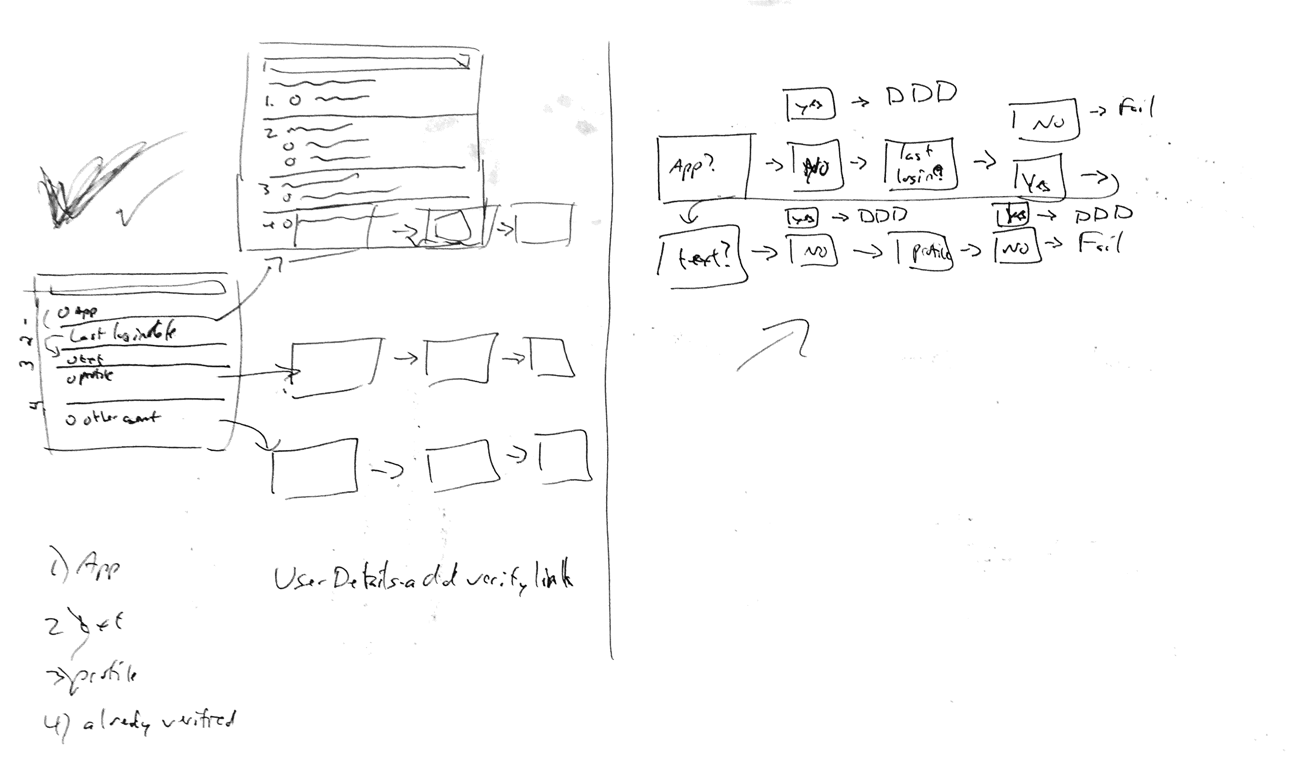 1.
2
3
4
O App
Last login date
O text
O profile
O other
- 2 3
4
1) App
2 text
3) profile
4) already verified
User Details - add verify link
yes → DDD
App? → No → last login? → No → Fail
Yes →
text? → yes → DDD
No → profile → yes → DDD
No → Fail